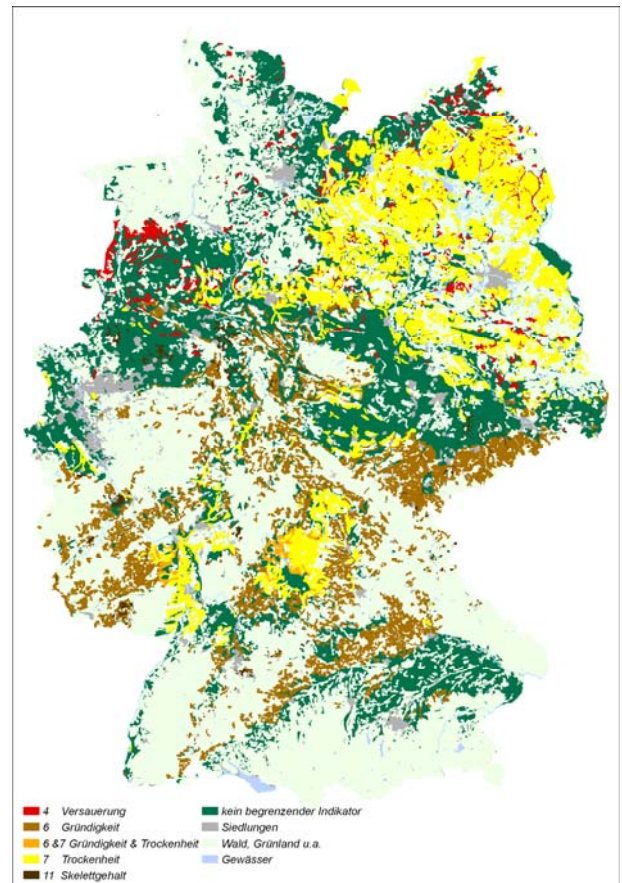 4 Versauerung
6 Gründigkeit
6 &7 Gründigkeit & Trockenheit
7 Trockenheit
11 Skelettgehalt
kein begrenzender Indikator
Siedlungen
Wald, Grünland u.a.
Gewässer